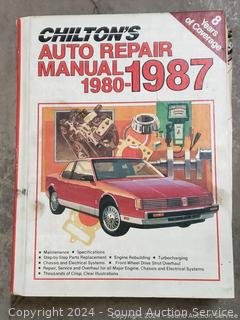 CHILTON'S
AUTO REPAIR
MANUAL
1980-1987
8 Years
of Coverage
• Maintenance • Specifications
• Step-by-Step Parts Replacement • Engine Rebuilding • Turbocharging
• Chassis and Electrical Systems • Front Wheel Drive Strut Overhaul
• Repair, Service and Overhaul for all Major Engine, Chassis and Electrical Systems
• Thousands of Crisp, Clear Illustrations
Copyright © 2024 - Sound Auction Service